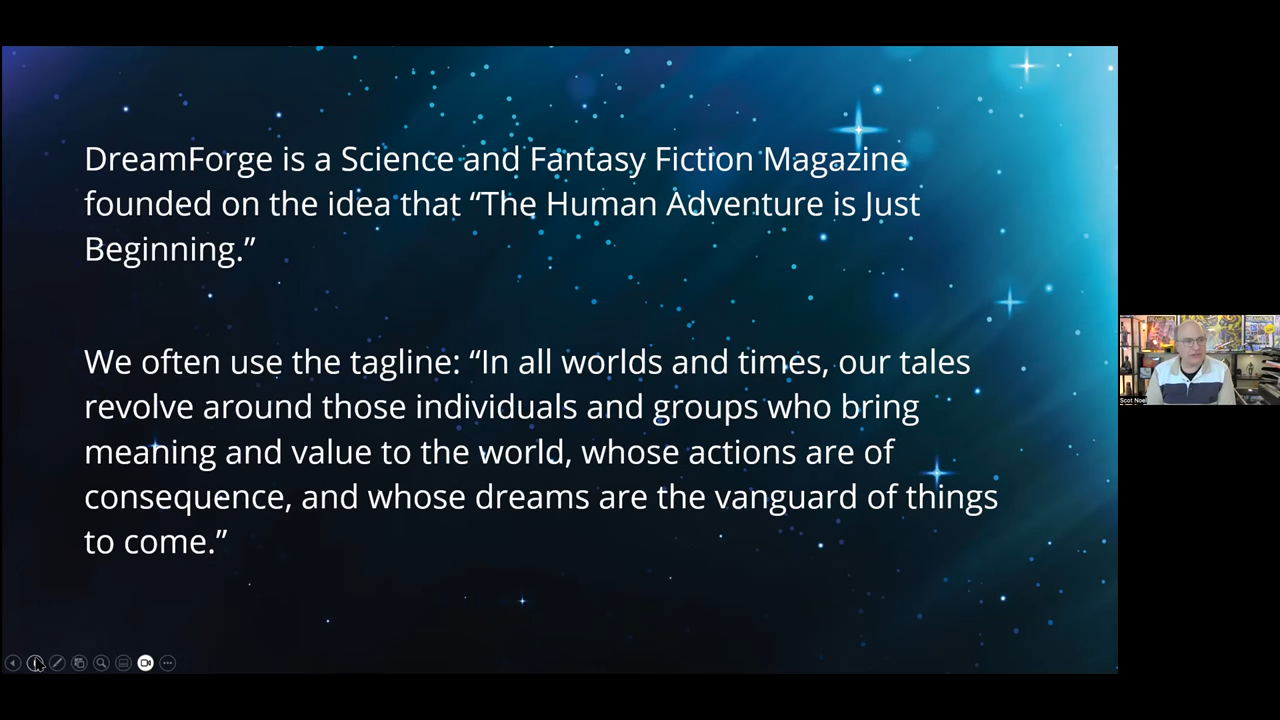 DreamForge is a Science and Fantasy Fiction Magazine
founded on the idea that “The Human Adventure is Just
Beginning.”
We often use the tagline: “In all worlds and times, our tales
revolve around those individuals and groups who bring
meaning and value to the world, whose actions are of
consequence, and whose dreams are the vanguard of things
to come.”
Scot Noel